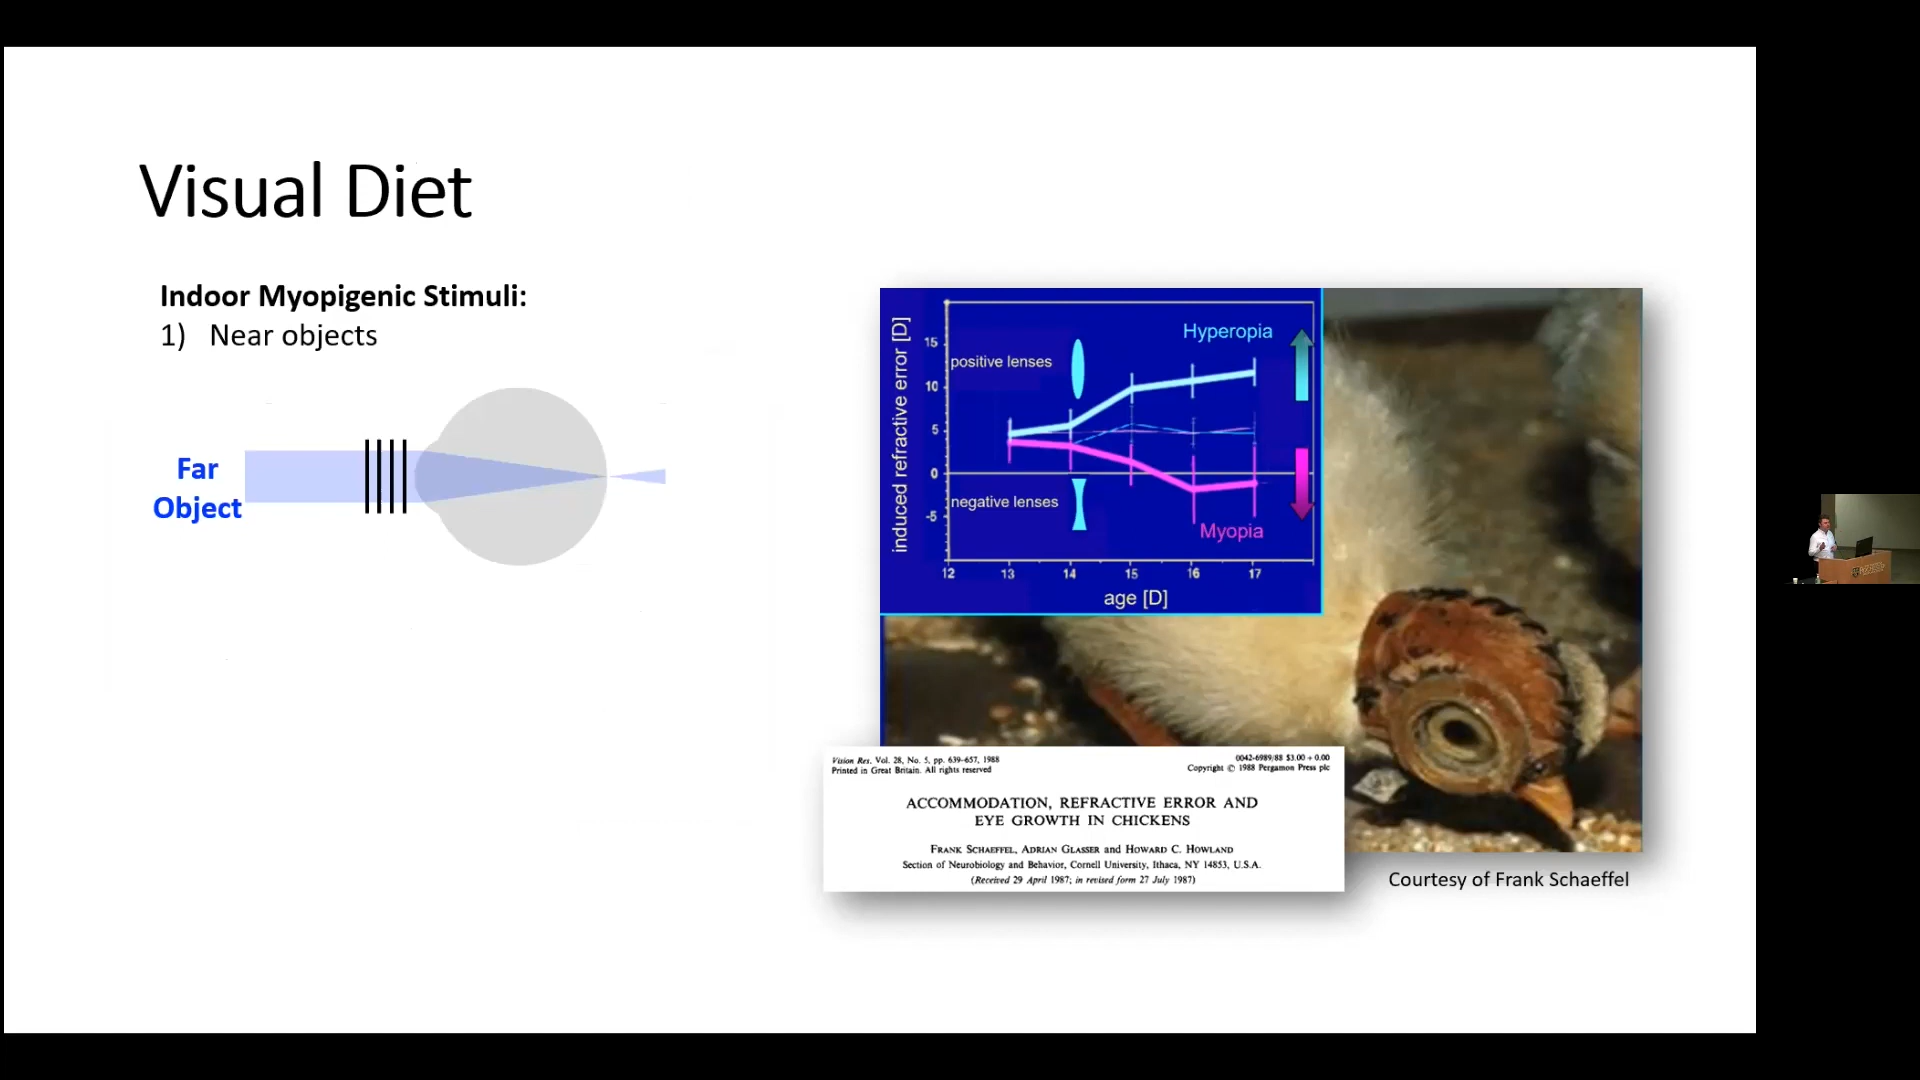 Visual Diet
Indoor Myopigenic Stimuli:
1) Near objects
Far
Object
induced refractive error [D]
15
10
5
0
-5
positive lenses
negative lenses
Hyperopia
Myopia
12 13 14 15 16 17
age [D]
Vision Res. Vol. 28, No. 5, pp. 639-657, 1988
Printed in Great Britain. All rights reserved
0042-6989/88 $3.00 + 0.00
Copyright © 1988 Pergamon Press plc
ACCOMMODATION, REFRACTIVE ERROR AND
EYE GROWTH IN CHICKENS
FRANK SCHAEFFEL, ADRIAN GLASSER and HOWARD C. HOWLAND
Section of Neurobiology and Behavior, Cornell University, Ithaca, NY 14853, U.S.A.
(Received 29 April 1987; in revised form 27 July 1987)
Courtesy of Frank Schaeffel